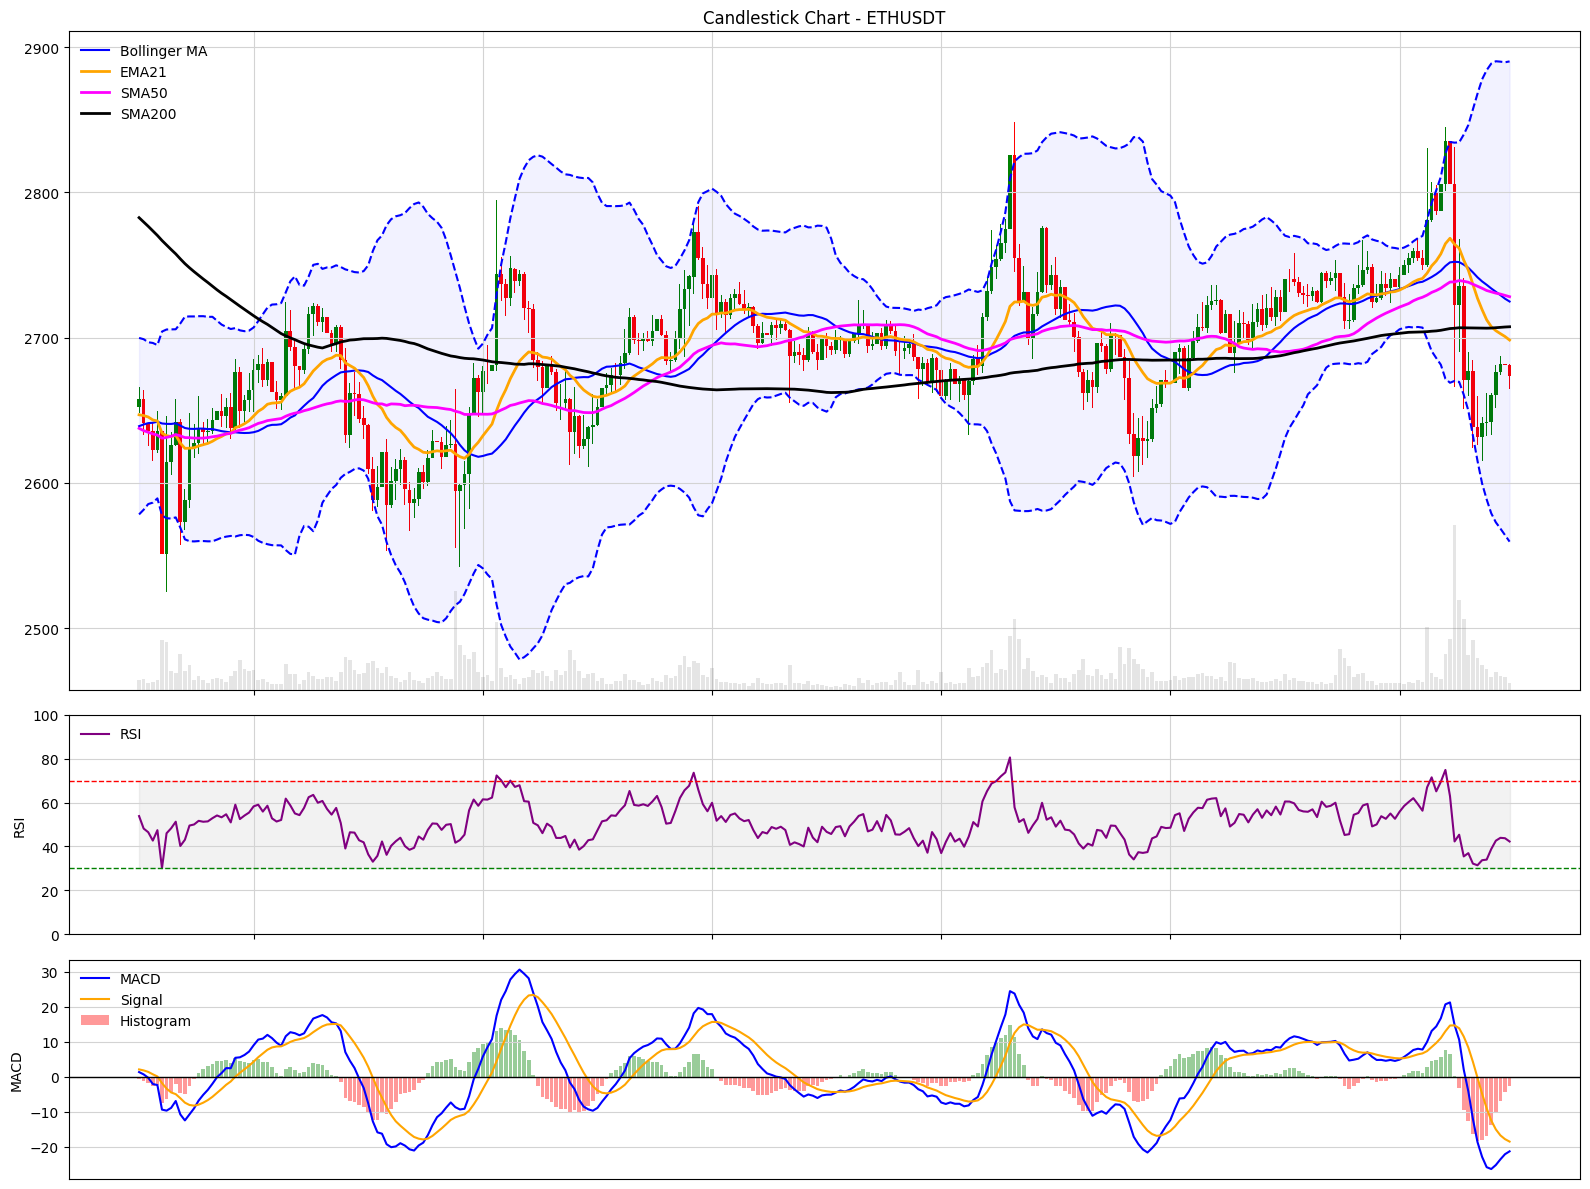 Candlestick Chart - ETHUSDT
2900
2800
2700
2600
2500
Bollinger MA
EMA21
SMA50
SMA200
RSI
100
80
60
40
20
0
RSI
MACD
30
20
10
0
−10
−20
MACD
Signal
Histogram